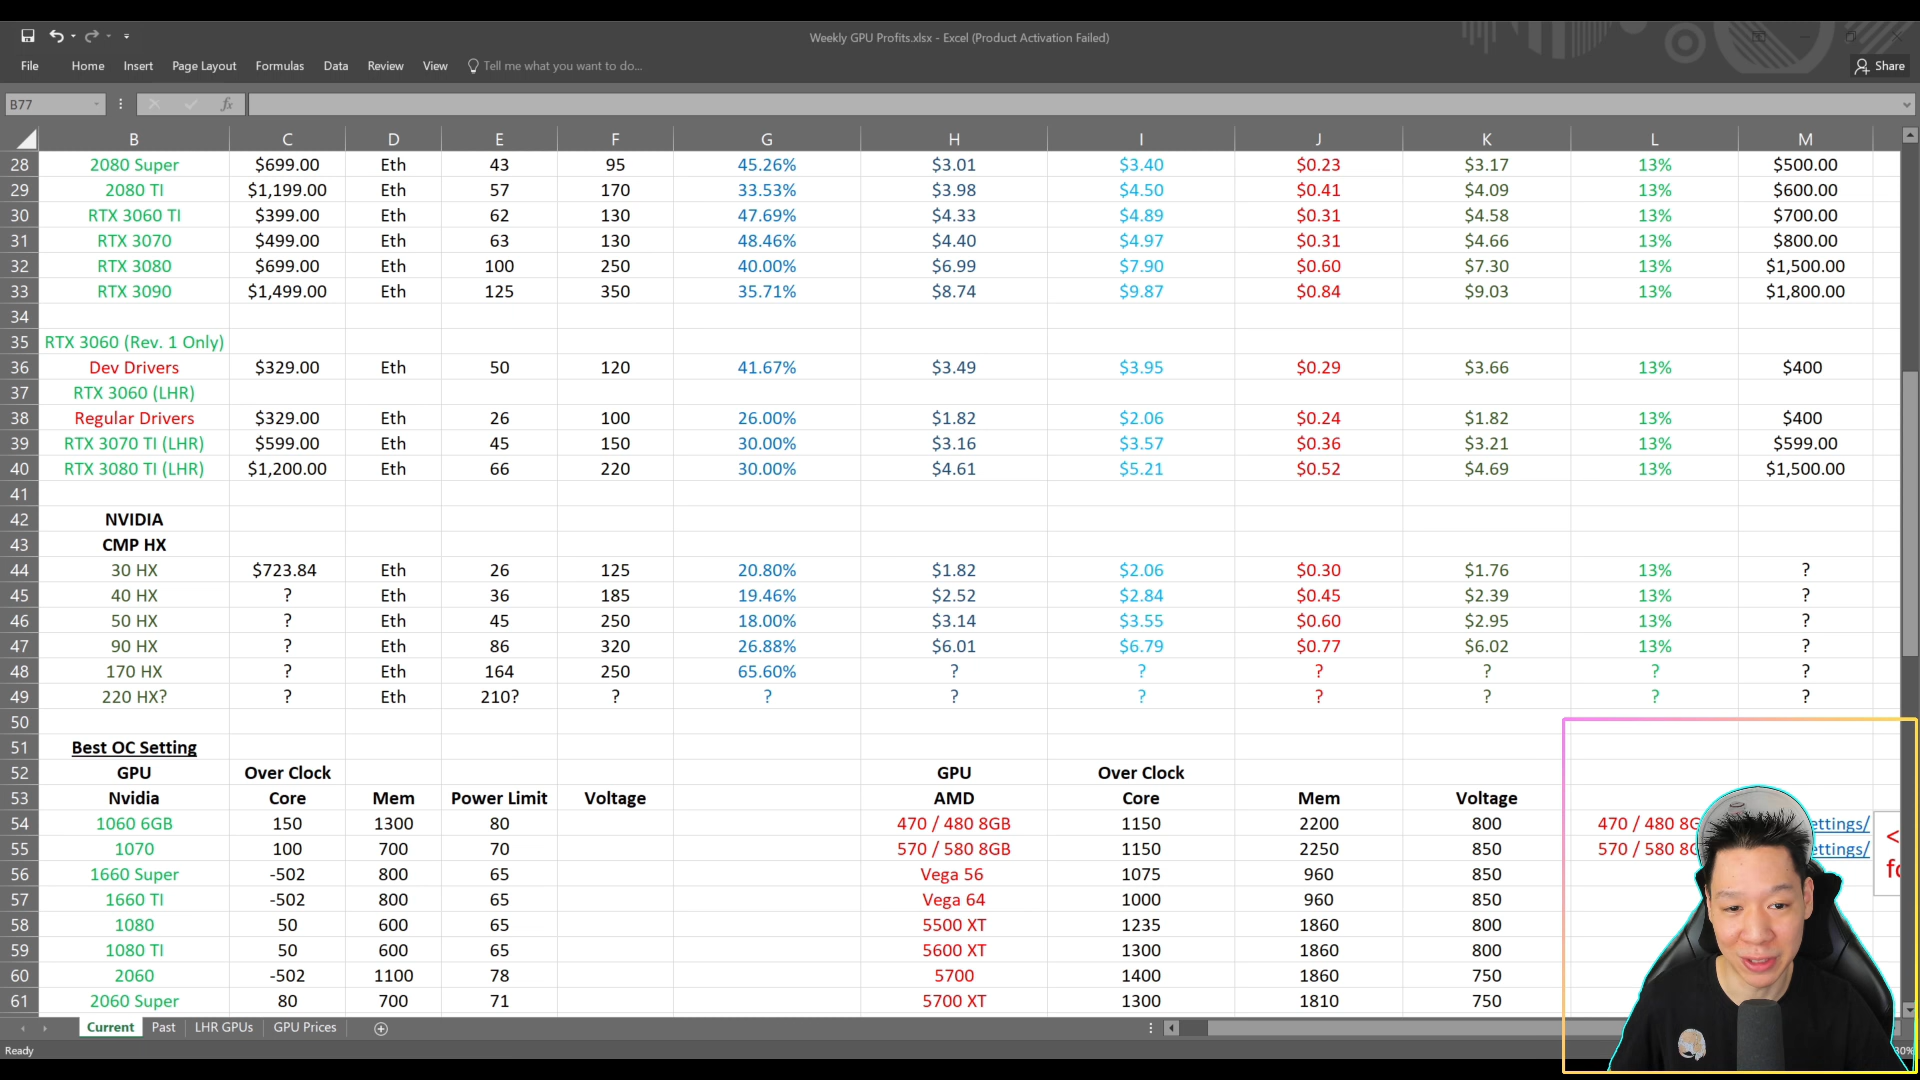 Weekly GPU Profits.xlsx - Excel (Product Activation Failed)
File Home Insert Page Layout Formulas Data Review View Tell me what you want to do... Share
B77 fx
B C D E F G H I J K L M
28 2080 Super $699.00 Eth 43 95 45.26% $3.01 $3.40 $0.23 $3.17 13% $500.00
29 2080 TI $1,199.00 Eth 57 170 33.53% $3.98 $4.50 $0.41 $4.09 13% $600.00
30 RTX 3060 TI $399.00 Eth 62 130 47.69% $4.33 $4.89 $0.31 $4.58 13% $700.00
31 RTX 3070 $499.00 Eth 63 130 48.46% $4.40 $4.97 $0.31 $4.66 13% $800.00
32 RTX 3080 $699.00 Eth 100 250 40.00% $6.99 $7.90 $0.60 $7.30 13% $1,500.00
33 RTX 3090 $1,499.00 Eth 125 350 35.71% $8.74 $9.87 $0.84 $9.03 13% $1,800.00
34
35 RTX 3060 (Rev. 1 Only)
36 Dev Drivers $329.00 Eth 50 120 41.67% $3.49 $3.95 $0.29 $3.66 13% $400
37 RTX 3060 (LHR)
38 Regular Drivers $329.00 Eth 26 100 26.00% $1.82 $2.06 $0.24 $1.82 13% $400
39 RTX 3070 TI (LHR) $599.00 Eth 45 150 30.00% $3.16 $3.57 $0.36 $3.21 13% $599.00
40 RTX 3080 TI (LHR) $1,200.00 Eth 66 220 30.00% $4.61 $5.21 $0.52 $4.69 13% $1,500.00
41
42 NVIDIA
43 CMP HX
44 30 HX $723.84 Eth 26 125 20.80% $1.82 $2.06 $0.30 $1.76 13% ?
45 40 HX ? Eth 36 185 19.46% $2.52 $2.84 $0.45 $2.39 13% ?
46 50 HX ? Eth 45 250 18.00% $3.14 $3.55 $0.60 $2.95 13% ?
47 90 HX ? Eth 86 320 26.88% $6.01 $6.79 $0.77 $6.02 13% ?
48 170 HX ? Eth 164 250 65.60% ? ? ? ? ? ?
49 220 HX? ? Eth 210? ? ? ? ? ? ? ? ?
50
51 Best OC Setting
52 GPU Over Clock GPU Over Clock
53 Nvidia Core Mem Power Limit Voltage AMD Core Mem Voltage
54 1060 6GB 150 1300 80 470 / 480 8GB 1150 2200 800 470 / 480 8G ettings/
55 1070 100 700 70 570 / 580 8GB 1150 2250 850 570 / 580 8G ettings/
56 1660 Super -502 800 65 Vega 56 1075 960 850
57 1660 TI -502 800 65 Vega 64 1000 960 850
58 1080 50 600 65 5500 XT 1235 1860 800
59 1080 TI 50 600 65 5600 XT 1300 1860 800
60 2060 -502 1100 78 5700 1400 1860 750
61 2060 Super 80 700 71 5700 XT 1300 1810 750
Current Past LHR GPUs GPU Prices
Ready